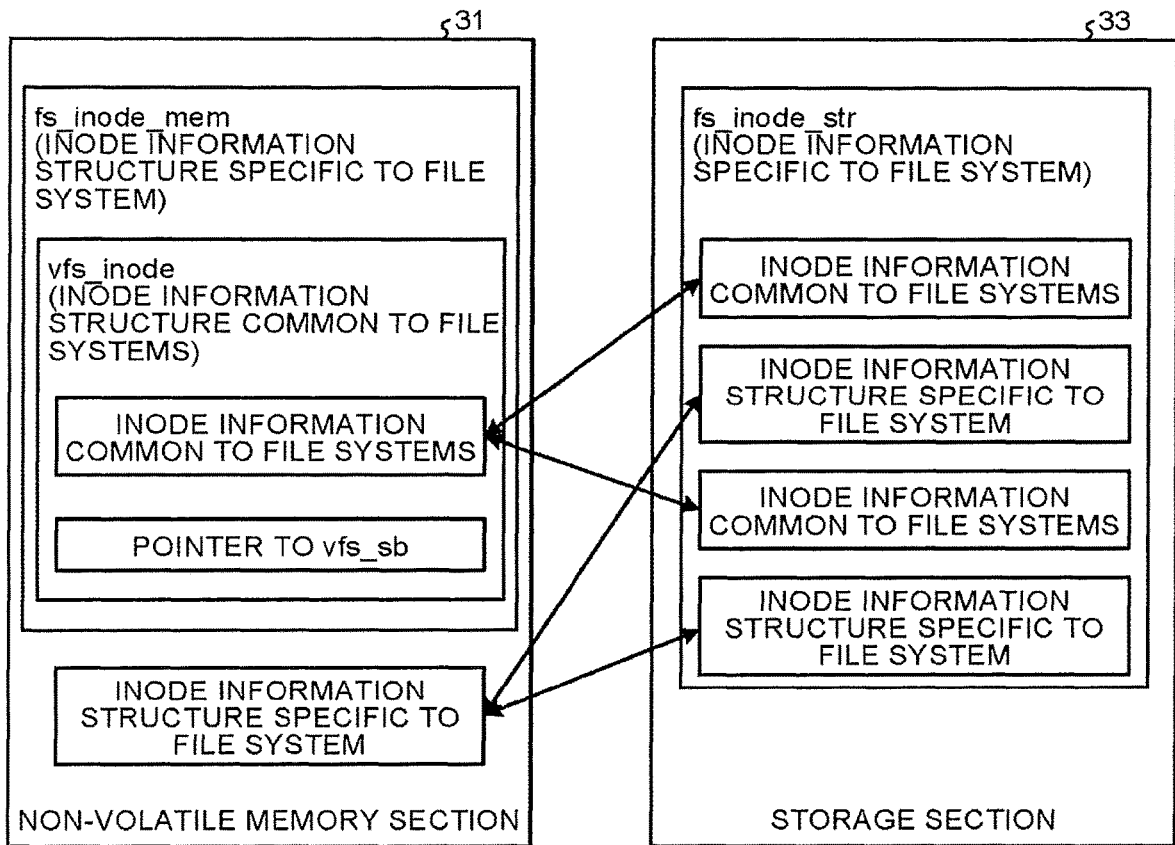 31
fs_inode_mem
(INODE INFORMATION
STRUCTURE SPECIFIC TO FILE
SYSTEM)
vfs_inode
(INODE INFORMATION
STRUCTURE COMMON TO FILE
SYSTEMS)
INODE INFORMATION
COMMON TO FILE SYSTEMS
POINTER TO vfs_sb
INODE INFORMATION
STRUCTURE SPECIFIC TO
FILE SYSTEM
NON-VOLATILE MEMORY SECTION
33
fs_inode_str
(INODE INFORMATION
SPECIFIC TO FILE SYSTEM)
INODE INFORMATION
COMMON TO FILE SYSTEMS
INODE INFORMATION
STRUCTURE SPECIFIC TO
FILE SYSTEM
INODE INFORMATION
COMMON TO FILE SYSTEMS
INODE INFORMATION
STRUCTURE SPECIFIC TO
FILE SYSTEM
STORAGE SECTION